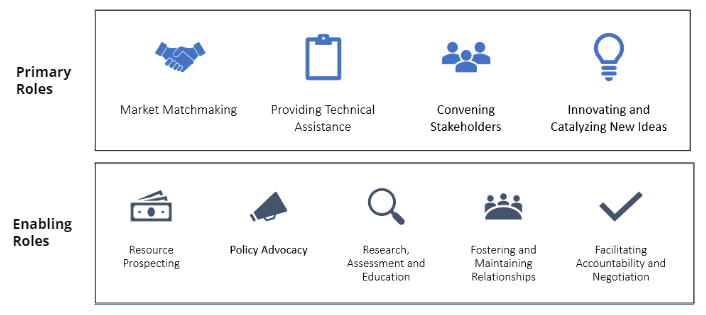 Primary
Roles
Market Matchmaking
Providing Technical
Assistance
Convening
Stakeholders
Innovating and
Catalyzing New Ideas
Enabling
Roles
Resource
Prospecting
Policy Advocacy
Research,
Assessment and
Education
Fostering and
Maintaining
Relationships
Facilitating
Accountability and
Negotiation